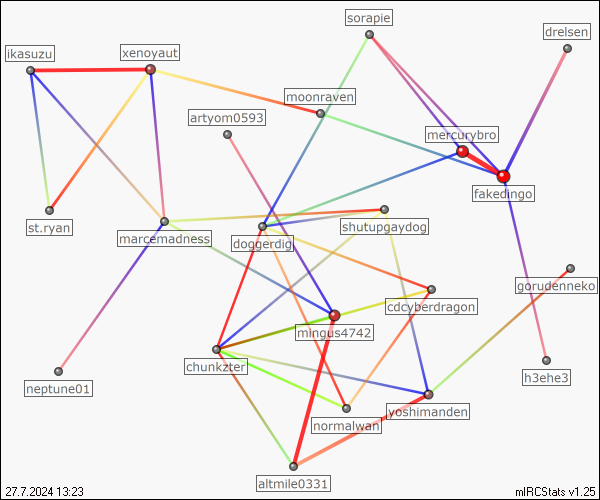 sorapie
drelsen
ikasuzu
xenoyaut
moonraven
artyom0593
mercurybro
fakedingo
st.ryan
marcemadness
doggerdig
shutupgaydog
gorudenneko
cdcyberdragon
mingus4742
chunkzter
h3ehe3
neptune01
yoshimanden
normalwan
altmile0331
27.7.2024 13:23
mIRCStats v1.25